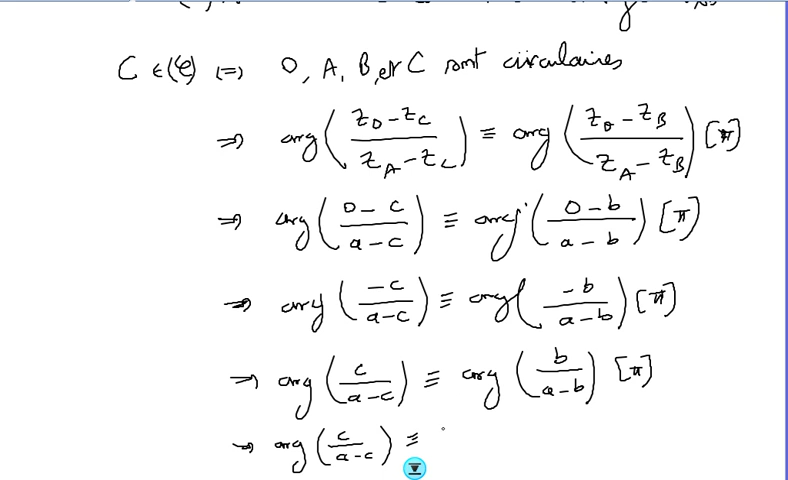 C ∈ (𝒞) ⇔ O, A, B, et C sont circulaires
⇒ arg( (z_O − z_C) / (z_A − z_C) ) ≡ arg( (z_O − z_B) / (z_A − z_B) ) [π]
⇒ arg( (0 − c) / (a − c) ) ≡ arg( (0 − b) / (a − b) ) [π]
⇒ arg( (−c) / (a − c) ) ≡ arg( (−b) / (a − b) ) [π]
⇒ arg( c / (a − c) ) ≡ arg( b / (a − b) ) [π]
⇒ arg( c / (a − c) ) ≡